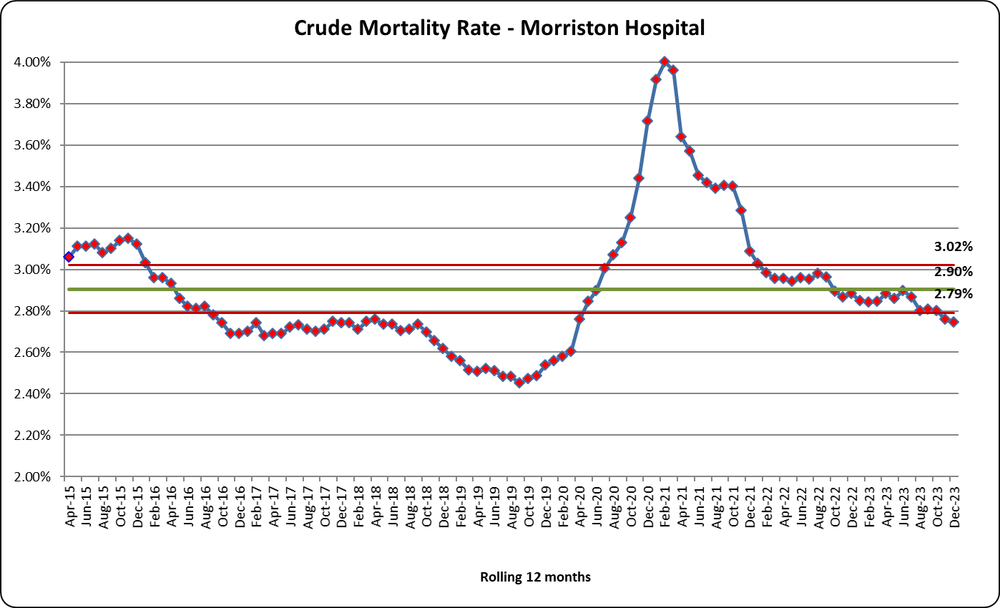 Crude Mortality Rate - Morriston Hospital
4.00%
3.80%
3.60%
3.40%
3.20%
3.00%
2.80%
2.60%
2.40%
2.20%
2.00%
3.02%
2.90%
2.79%
Apr-15
Jun-15
Aug-15
Oct-15
Dec-15
Feb-16
Apr-16
Jun-16
Aug-16
Oct-16
Dec-16
Feb-17
Apr-17
Jun-17
Aug-17
Oct-17
Dec-17
Feb-18
Apr-18
Jun-18
Aug-18
Oct-18
Dec-18
Feb-19
Apr-19
Jun-19
Aug-19
Oct-19
Dec-19
Feb-20
Apr-20
Jun-20
Aug-20
Oct-20
Dec-20
Feb-21
Apr-21
Jun-21
Aug-21
Oct-21
Dec-21
Feb-22
Apr-22
Jun-22
Aug-22
Oct-22
Dec-22
Feb-23
Apr-23
Jun-23
Aug-23
Oct-23
Dec-23
Rolling 12 months